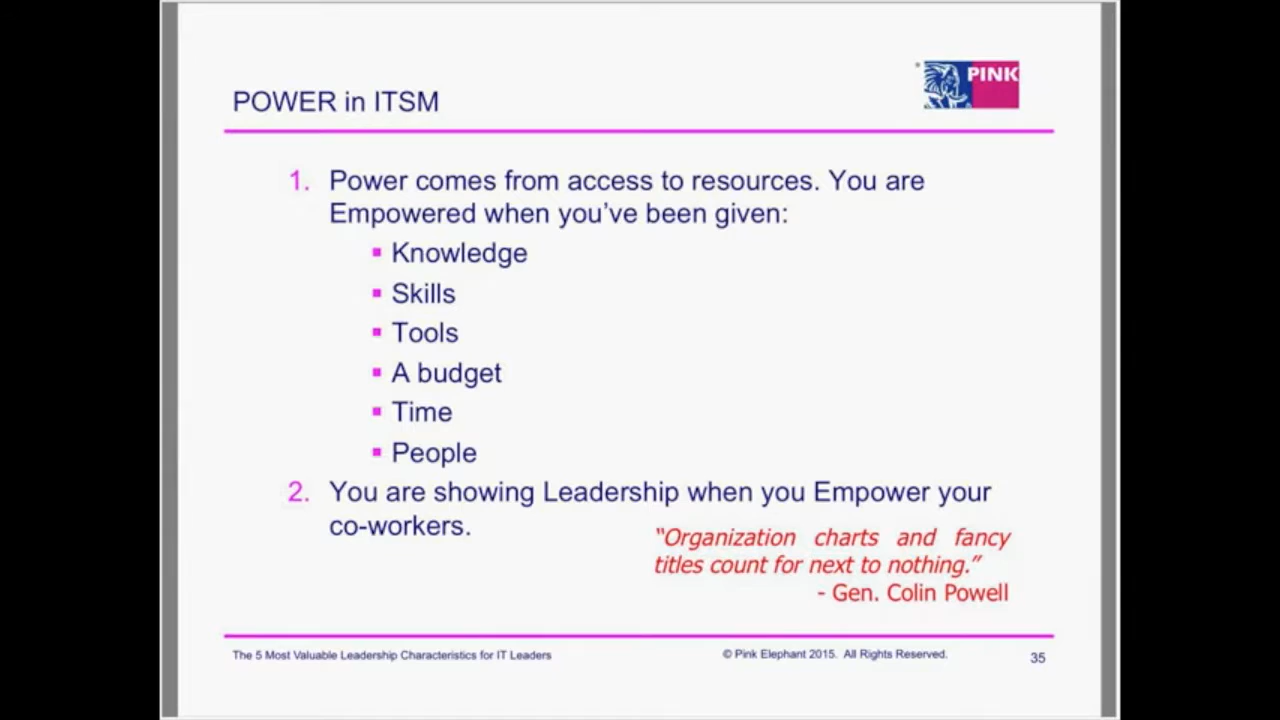 PINK
POWER in ITSM
1. Power comes from access to resources. You are
Empowered when you've been given:
▪ Knowledge
▪ Skills
▪ Tools
▪ A budget
▪ Time
▪ People
2. You are showing Leadership when you Empower your
co-workers.
“Organization charts and fancy
titles count for next to nothing.”
- Gen. Colin Powell
The 5 Most Valuable Leadership Characteristics for IT Leaders
© Pink Elephant 2015. All Rights Reserved.
35